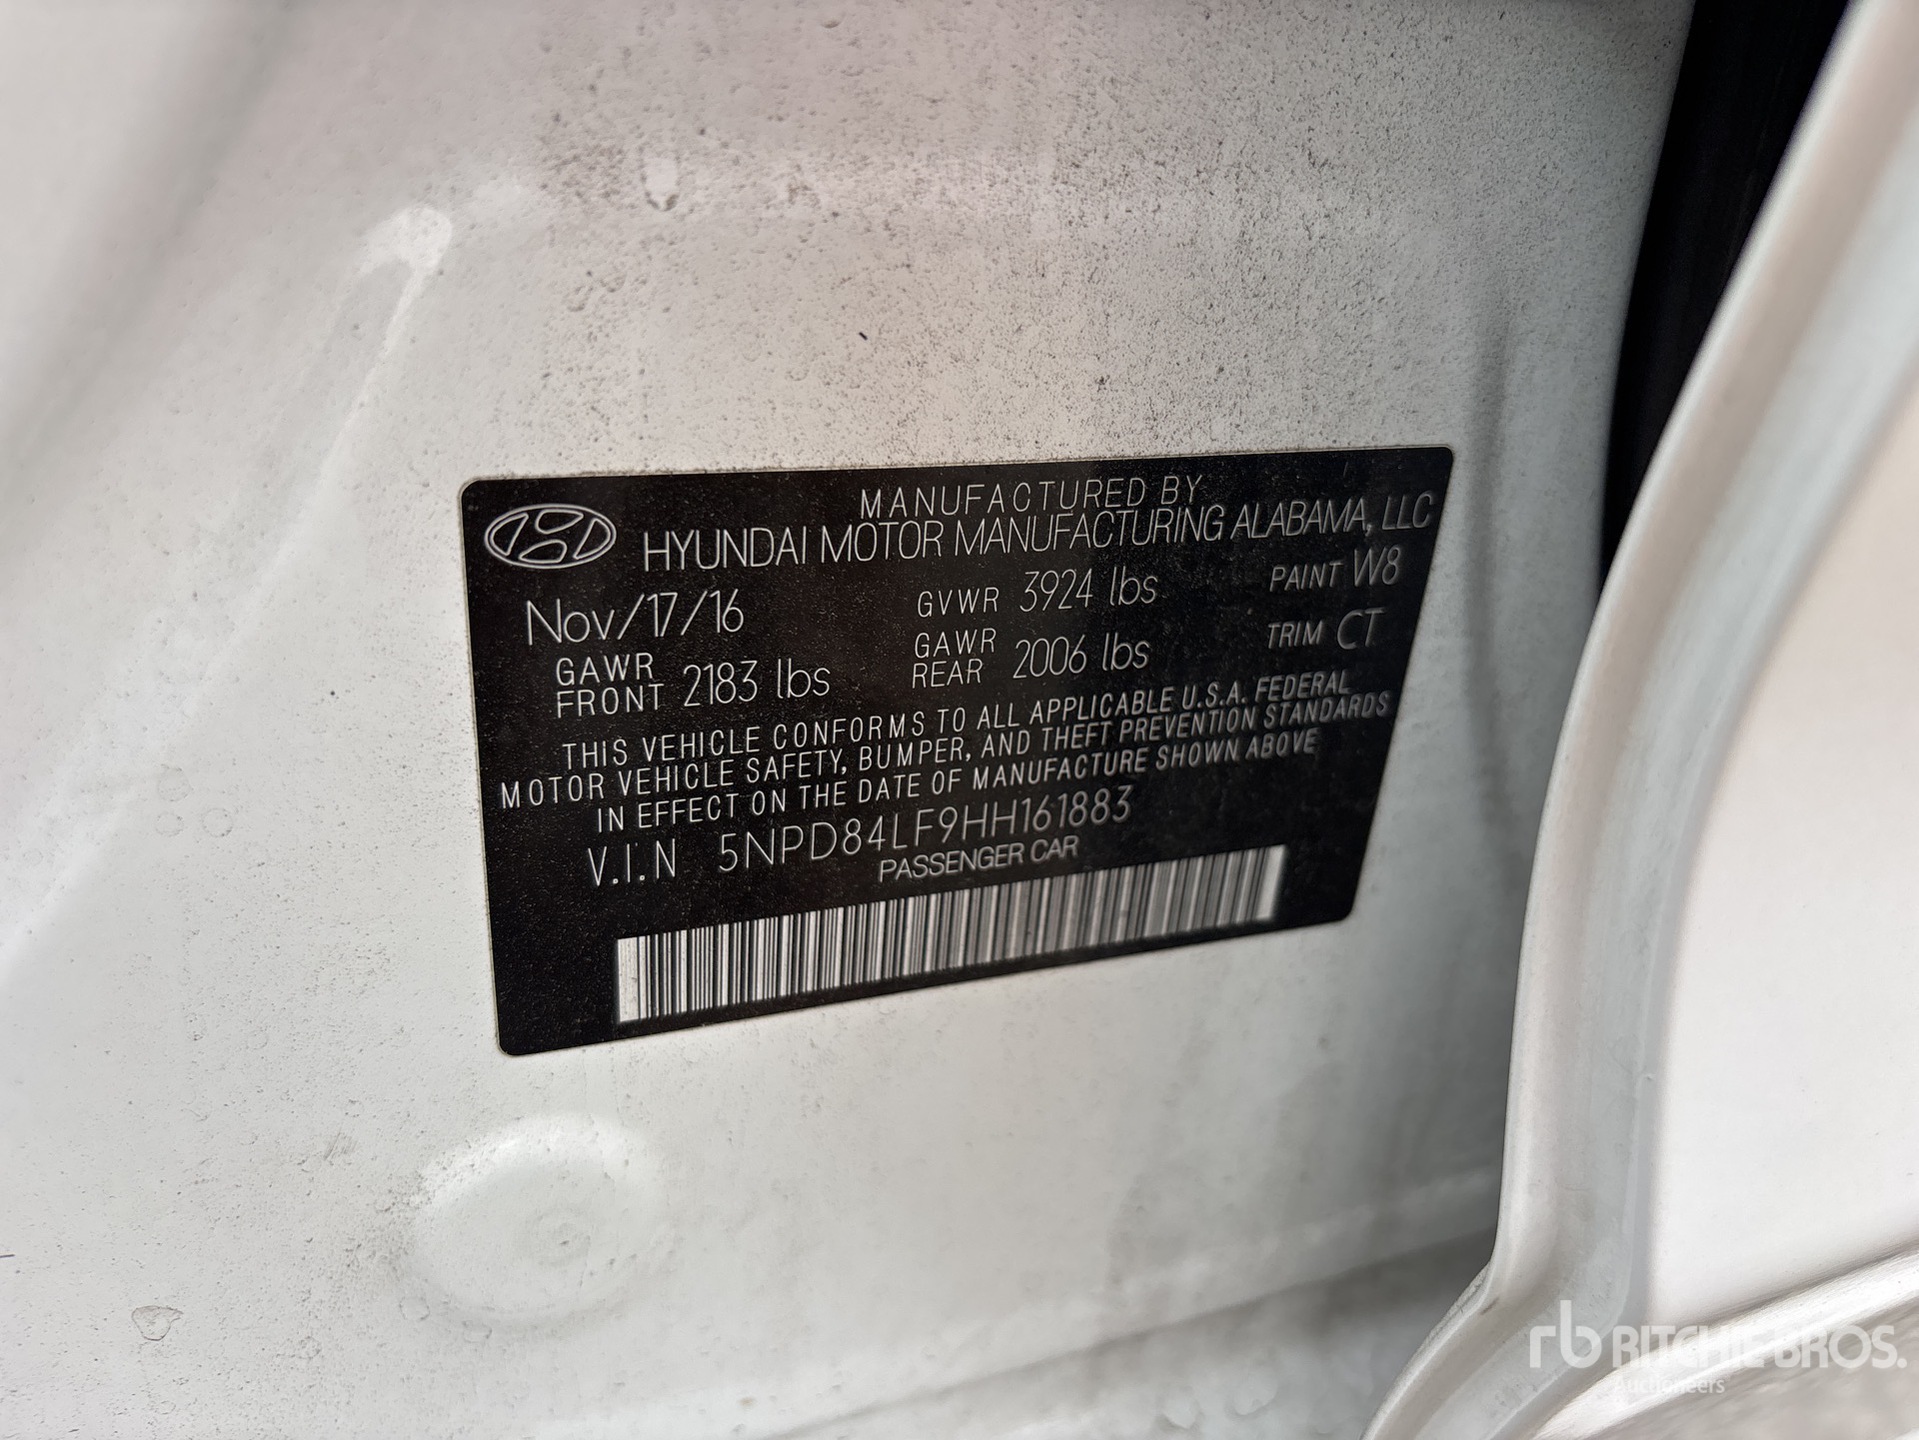 MANUFACTURED BY
HYUNDAI MOTOR MANUFACTURING ALABAMA, LLC
Nov/17/16 GVWR 3924 lbs PAINT W8
GAWR FRONT 2183 lbs GAWR REAR 2006 lbs TRIM CT
THIS VEHICLE CONFORMS TO ALL APPLICABLE U.S.A. FEDERAL
MOTOR VEHICLE SAFETY, BUMPER, AND THEFT PREVENTION STANDARDS
IN EFFECT ON THE DATE OF MANUFACTURE SHOWN ABOVE
V.I.N 5NPD84LF9HH161883
PASSENGER CAR
rb RITCHIE BROS.
Auctioneers